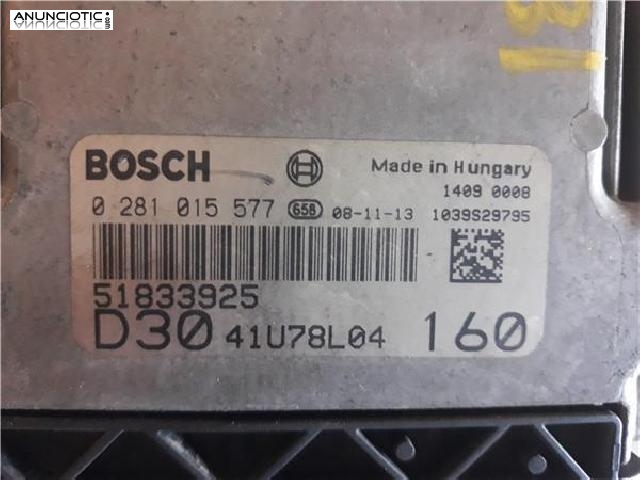 ANUNCIOTIC.com
BOSCH Made in Hungary
1409 0008
0 281 015 577 658 08-11-13 1039S29795
51833925
D30 41U78L04 160